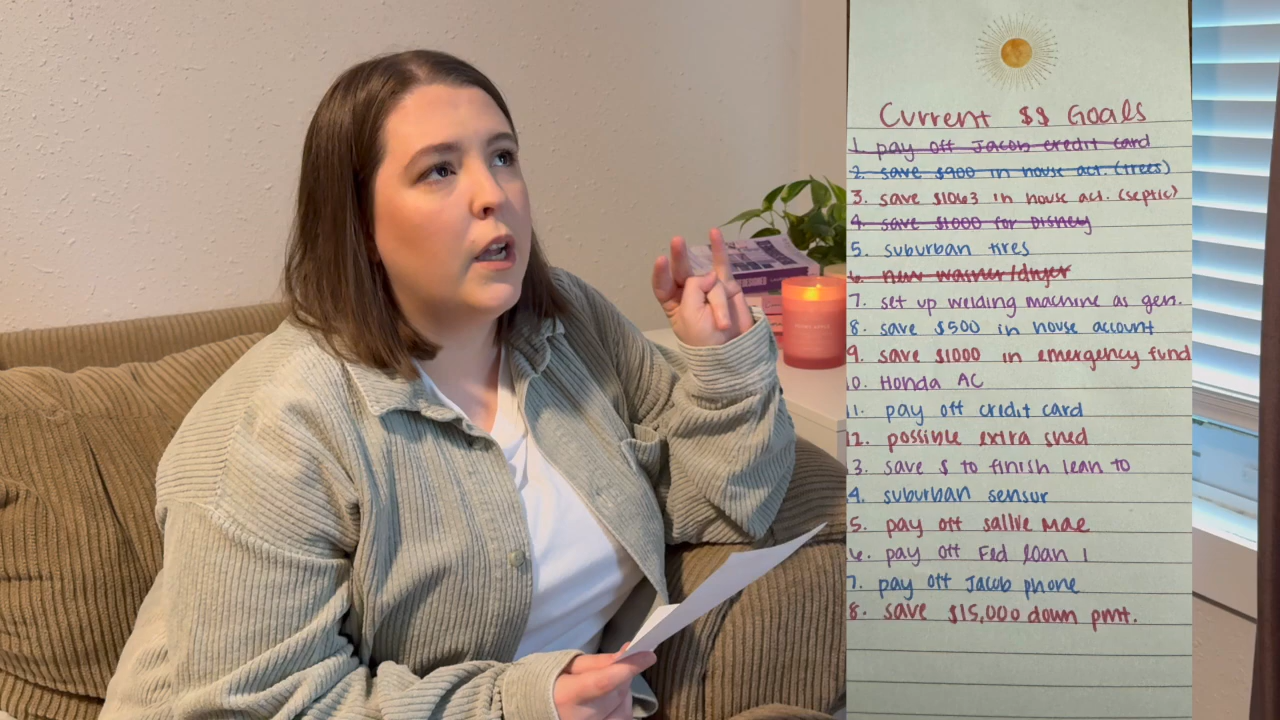 Current $$ Goals
1. pay off Jacob credit card
2. save $900 in house act. (trees)
3. save $1063 in house act. (septic)
4. save $1000 for Disney
5. suburban tires
6. new washer/dryer
7. set up welding machine as gen.
8. save $500 in house account
9. save $1000 in emergency fund
10. Honda AC
11. pay off credit card
12. possible extra shed
3. save $ to finish lean to
4. suburban sensor
5. pay off sallie mae
6. pay off Fed loan 1
7. pay off Jacob phone
8. save $15,000 down pmt.